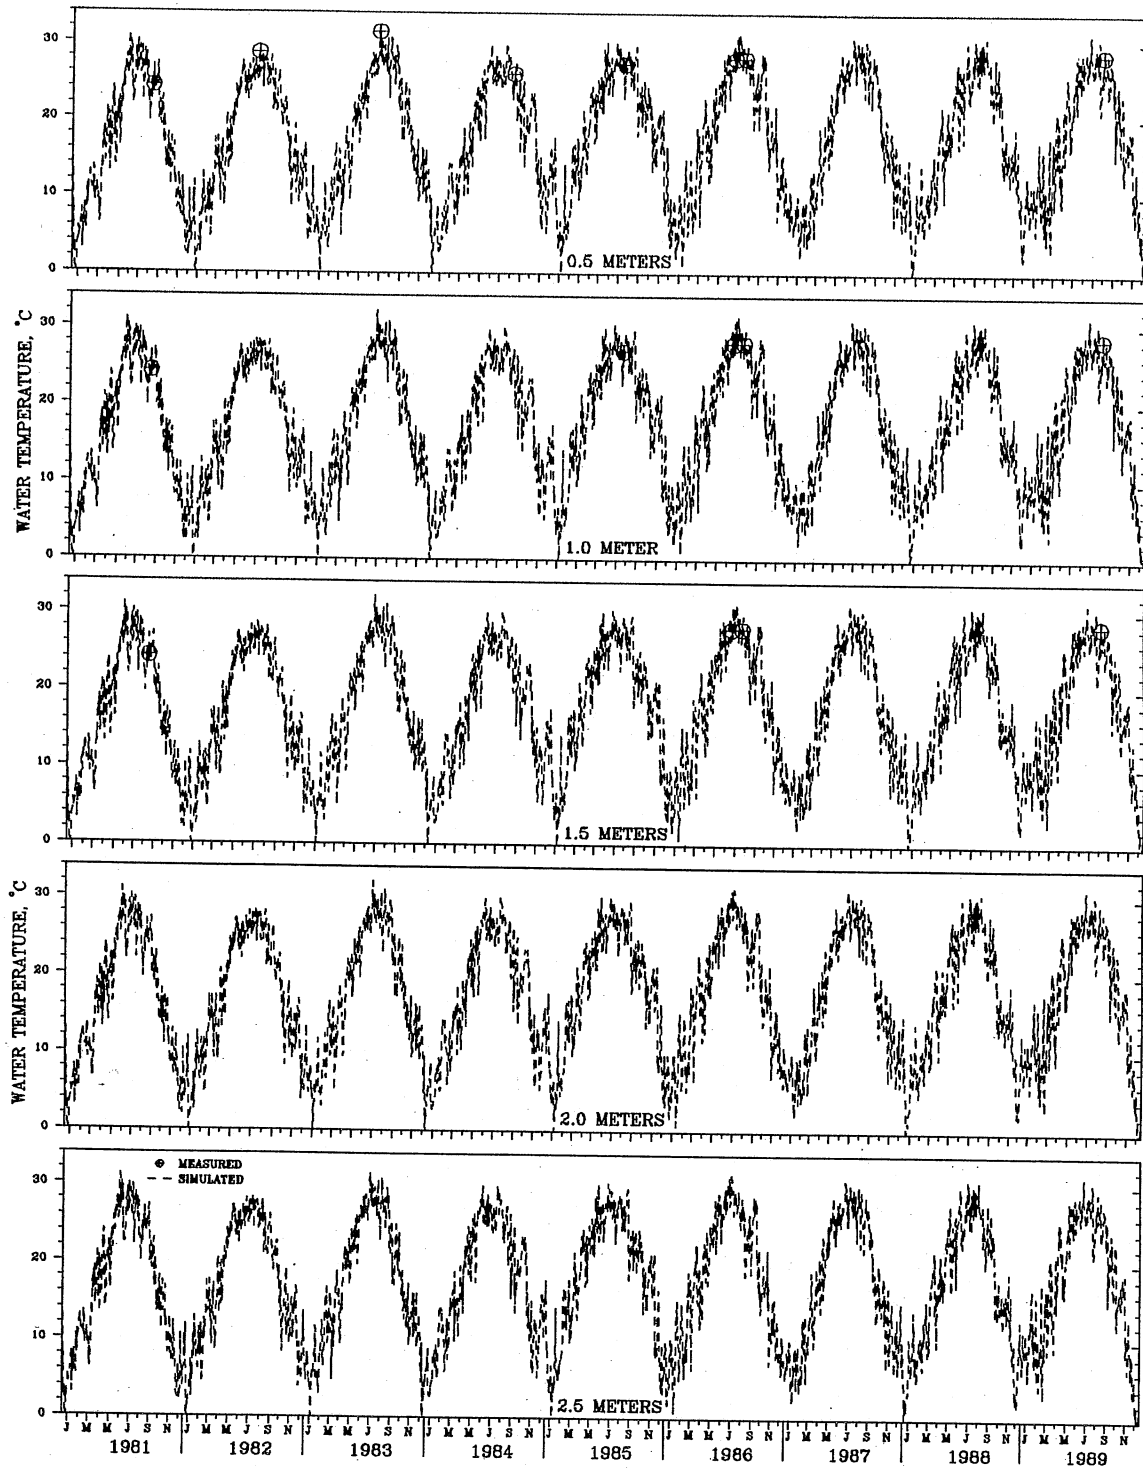 30
20
10
0
0.5 METERS
WATER TEMPERATURE, °C
30
20
10
0
1.0 METER
30
20
10
0
1.5 METERS
WATER TEMPERATURE, °C
30
20
10
0
2.0 METERS
MEASURED
SIMULATED
30
20
10
0
2.5 METERS
J M M J S N J M M J S N J M M J S N J M M J S N J M M J S N J M M J S N J M M J S N J M M J S N J M M J S N
1981 1982 1983 1984 1985 1986 1987 1988 1989